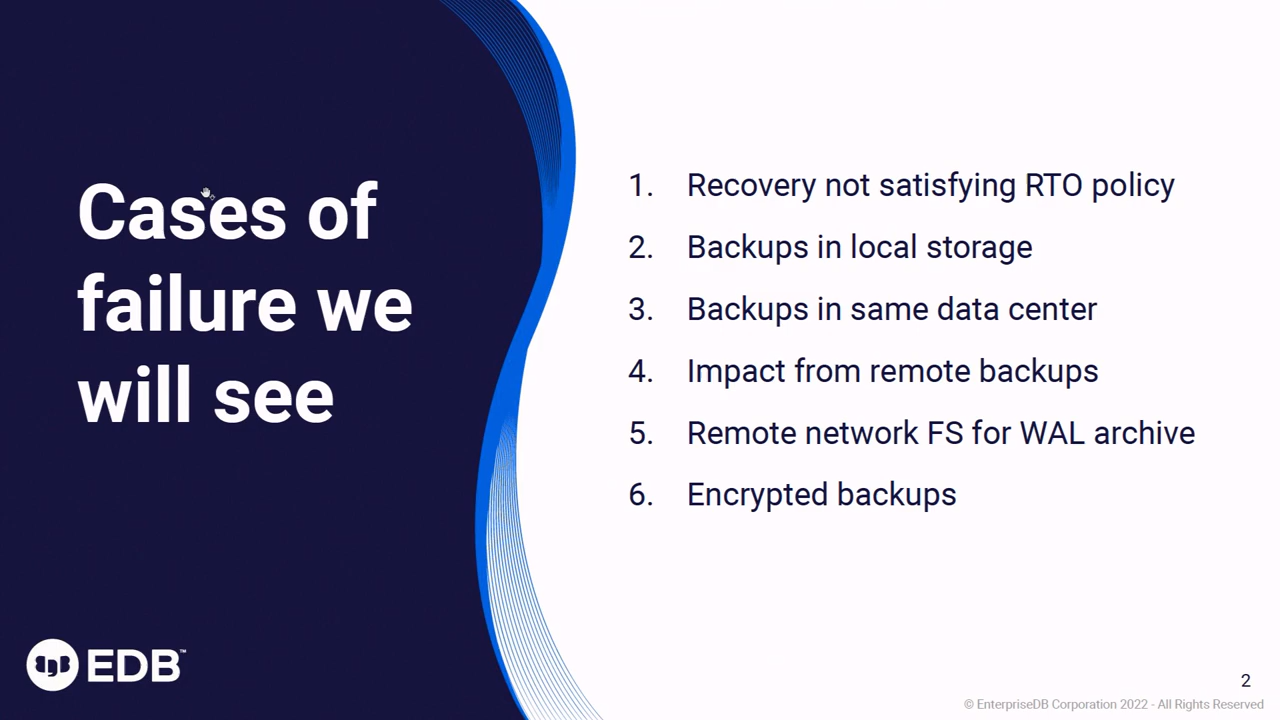 Cases of
failure we
will see
1. Recovery not satisfying RTO policy
2. Backups in local storage
3. Backups in same data center
4. Impact from remote backups
5. Remote network FS for WAL archive
6. Encrypted backups
EDB™
2
© EnterpriseDB Corporation 2022 - All Rights Reserved